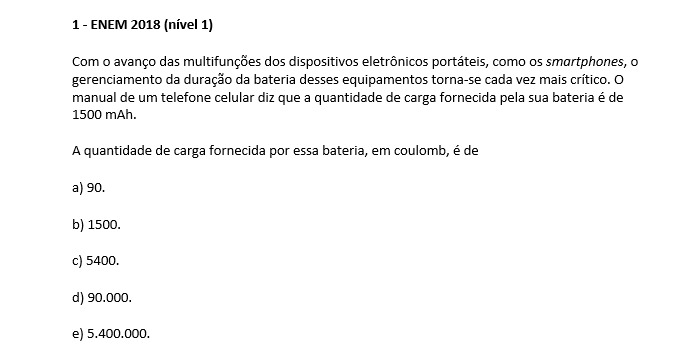 1 - ENEM 2018 (nível 1)
Com o avanço das multifunções dos dispositivos eletrônicos portáteis, como os smartphones, o
gerenciamento da duração da bateria desses equipamentos torna-se cada vez mais crítico. O
manual de um telefone celular diz que a quantidade de carga fornecida pela sua bateria é de
1500 mAh.
A quantidade de carga fornecida por essa bateria, em coulomb, é de
a) 90.
b) 1500.
c) 5400.
d) 90.000.
e) 5.400.000.